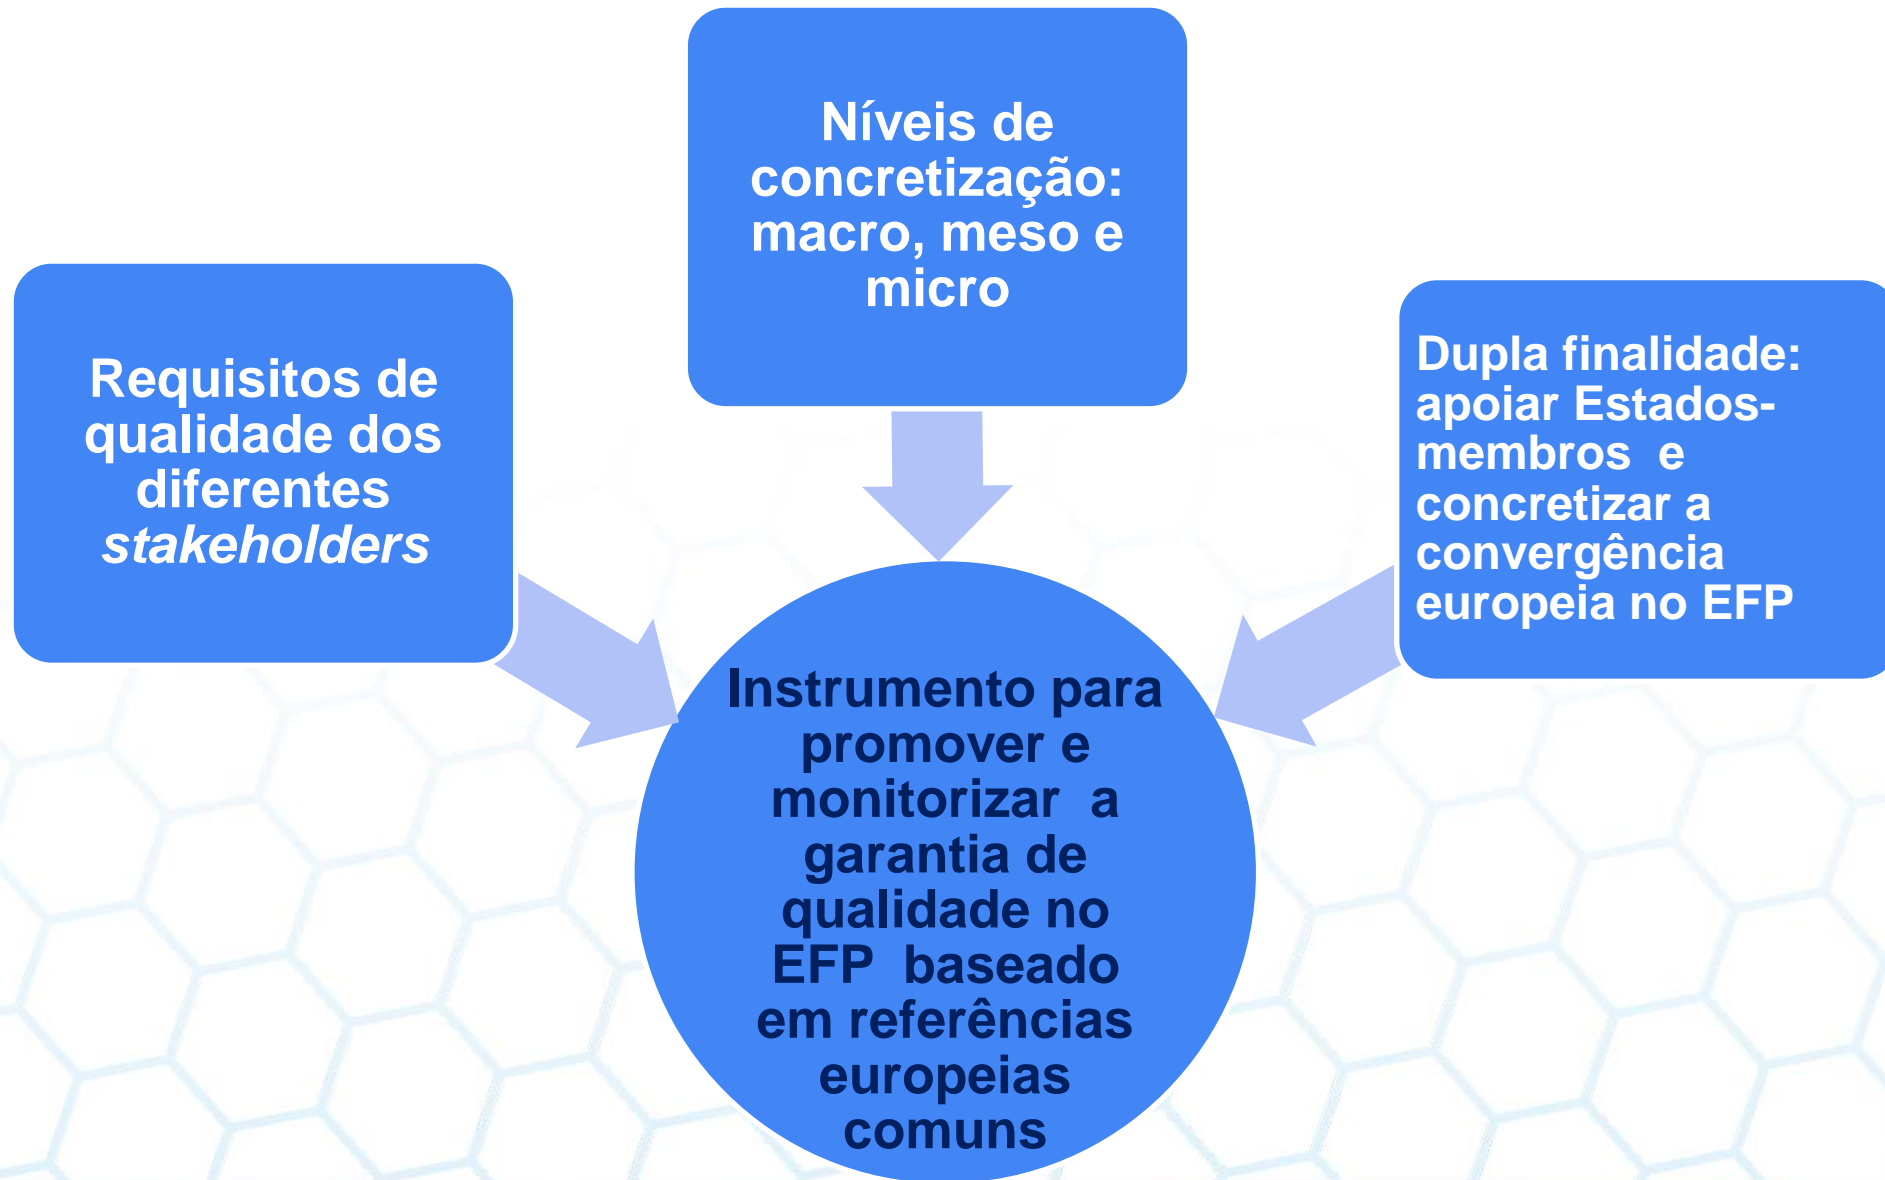 Níveis de
concretização:
macro, meso e
micro
Requisitos de
qualidade dos
diferentes
stakeholders
Dupla finalidade:
apoiar Estados-
membros e
concretizar a
convergência
europeia no EFP
Instrumento para
promover e
monitorizar a
garantia de
qualidade no
EFP baseado
em referências
europeias
comuns